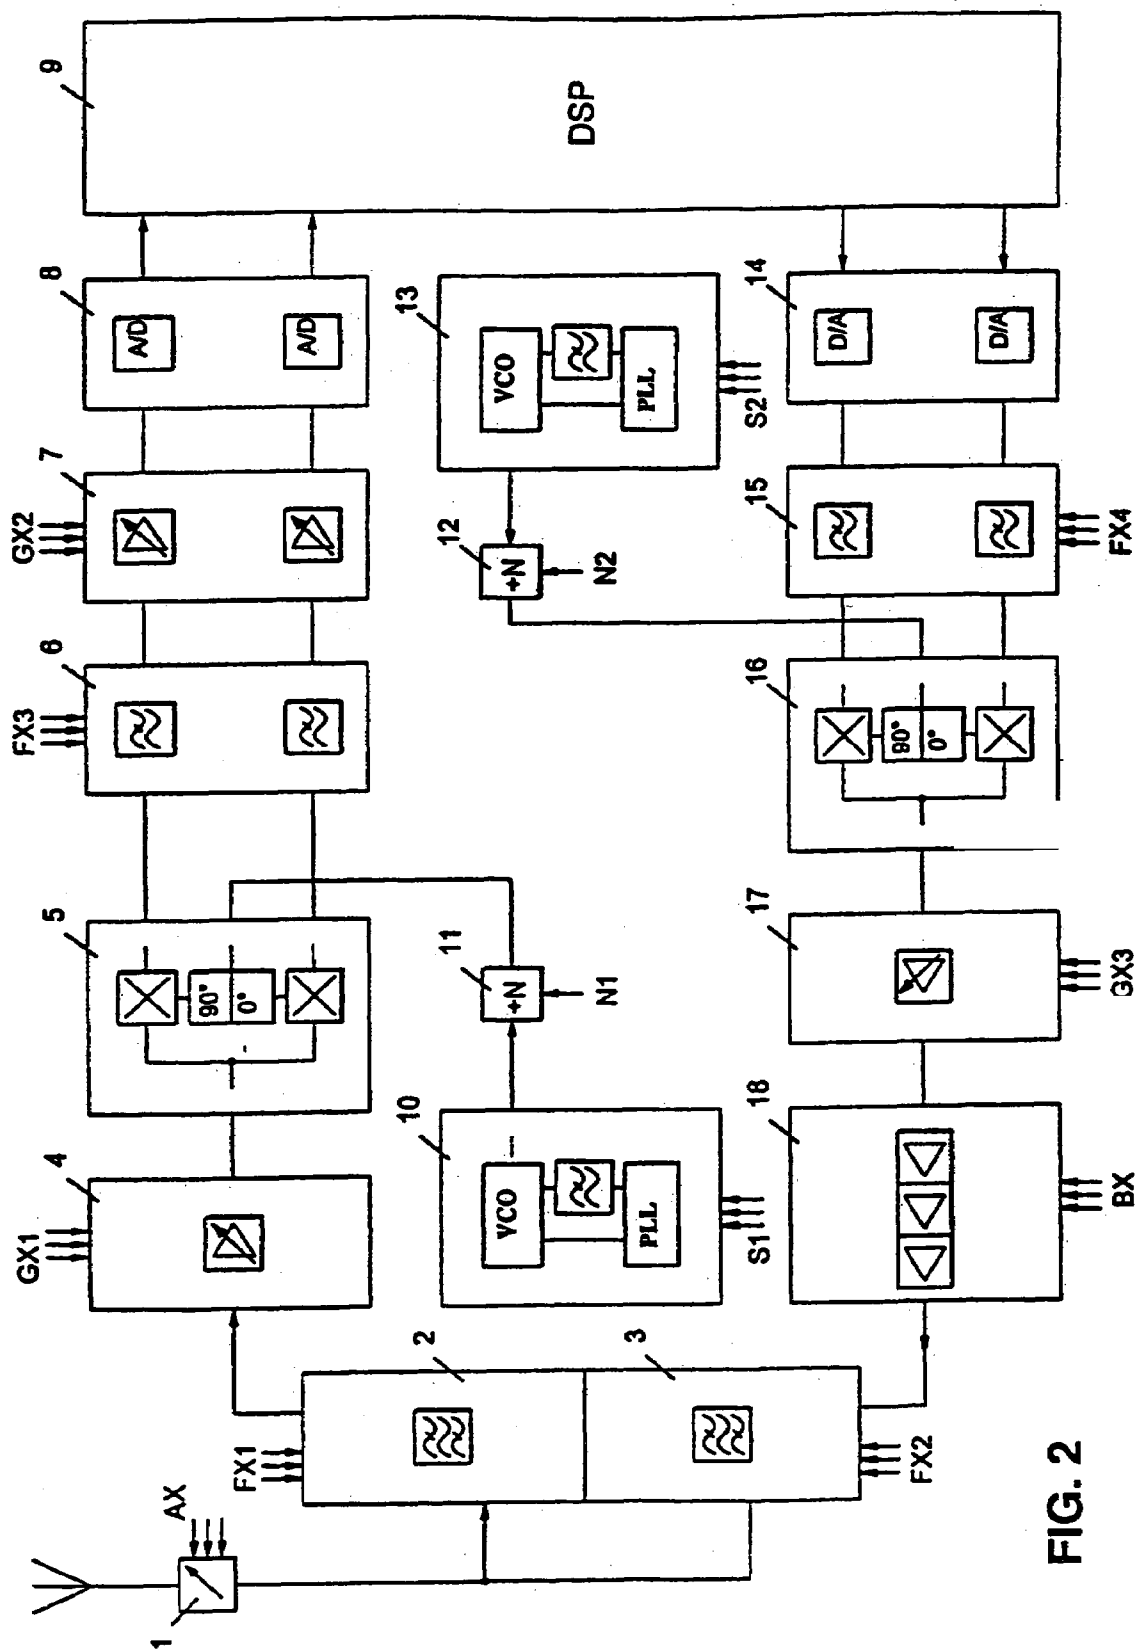 1
AX
GX1
FX3
GX2
4
5
6
7
8
9
90°
0°
A/D
A/D
FX1
2
10
11
12
13
VCO
PLL
+N
+N
VCO
PLL
DSP
N1
N2
3
S1
S2
18
17
16
15
14
90°
0°
D/A
D/A
FX2
BX
GX3
FX4
FIG. 2